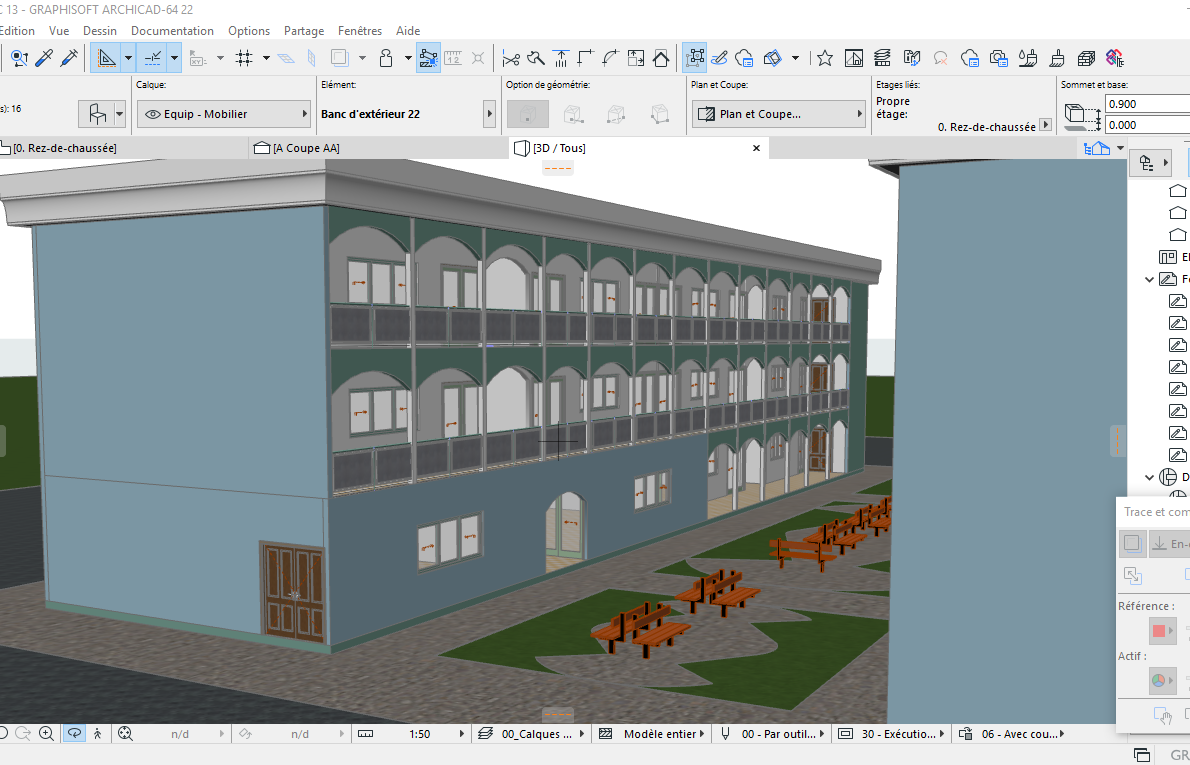 C 13 - GRAPHISOFT ARCHICAD-64 22
Edition Vue Dessin Documentation Options Partage Fenêtres Aide
Calque: Elément: Option de géométrie: Plan et Coupe: Etages liés: Sommet et base:
s): 16 Equip - Mobilier Banc d'extérieur 22 Plan et Coupe... Propre étage: 0.900
0. Rez-de-chaussée 0.000
[0. Rez-de-chaussée] [A Coupe AA] [3D / Tous]
Trace et com
En-
Référence :
Actif :
n/d n/d 1:50 00_Calques ... Modèle entier 00 - Par outil... 30 - Exécutio... 06 - Avec cou...
GR